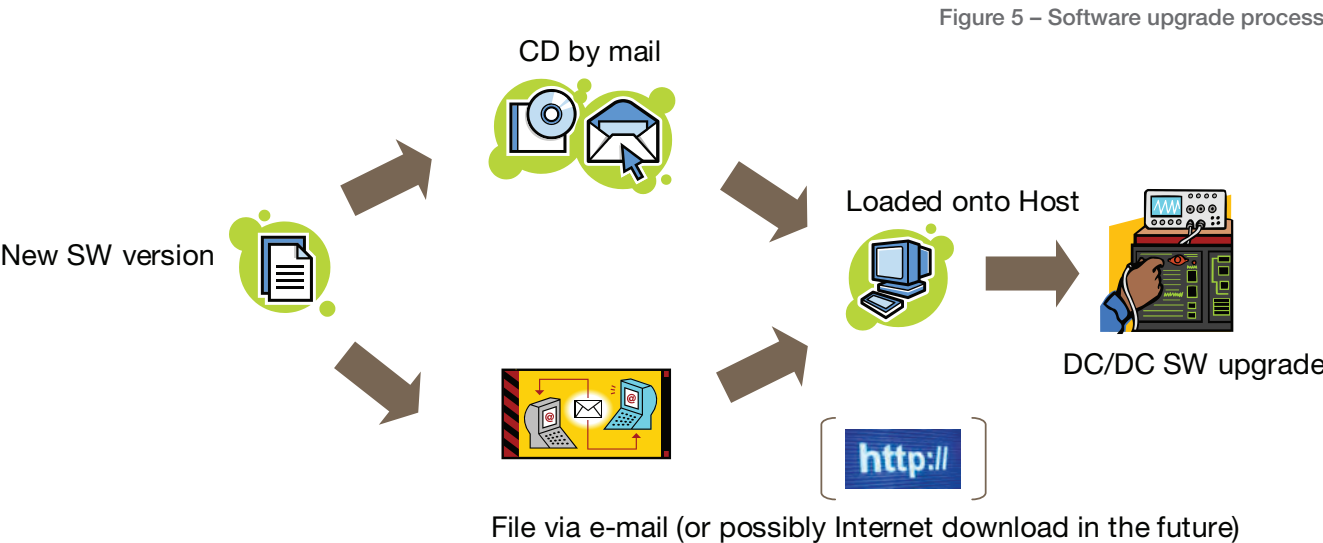 Figure 5 – Software upgrade process
CD by mail
New SW version
Loaded onto Host
DC/DC SW upgrade
@
@
http://
File via e-mail (or possibly Internet download in the future)